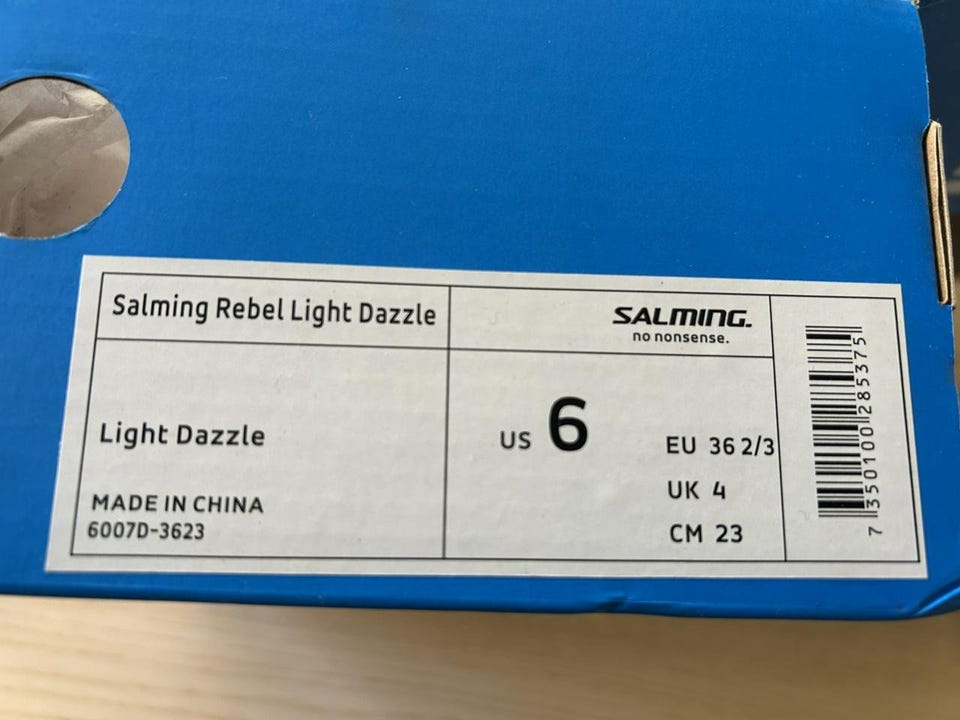 Salming Rebel Light Dazzle
SALMING.
no nonsense.
Light Dazzle
US 6
EU 36 2/3
UK 4
CM 23
MADE IN CHINA
6007D-3623
7 350100 285375